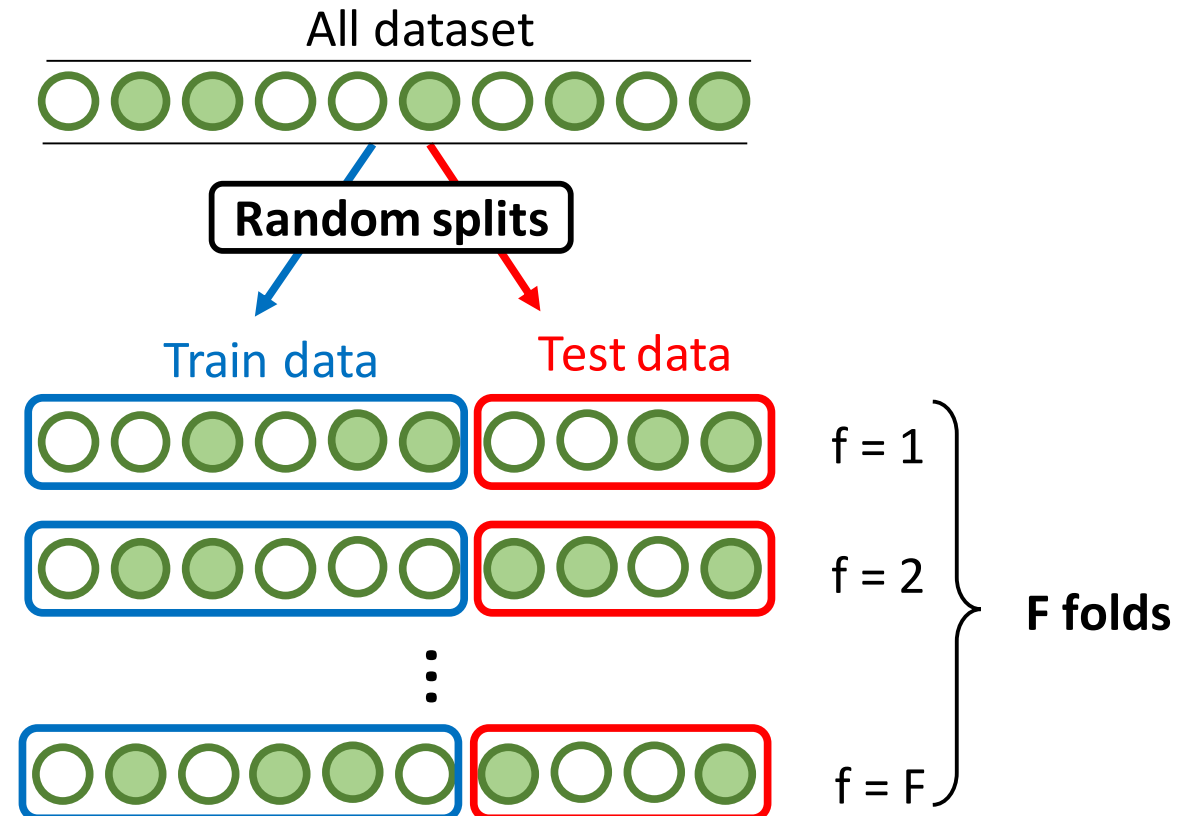 All dataset
Random splits
Train data
Test data
f = 1
f = 2
F folds
f = F